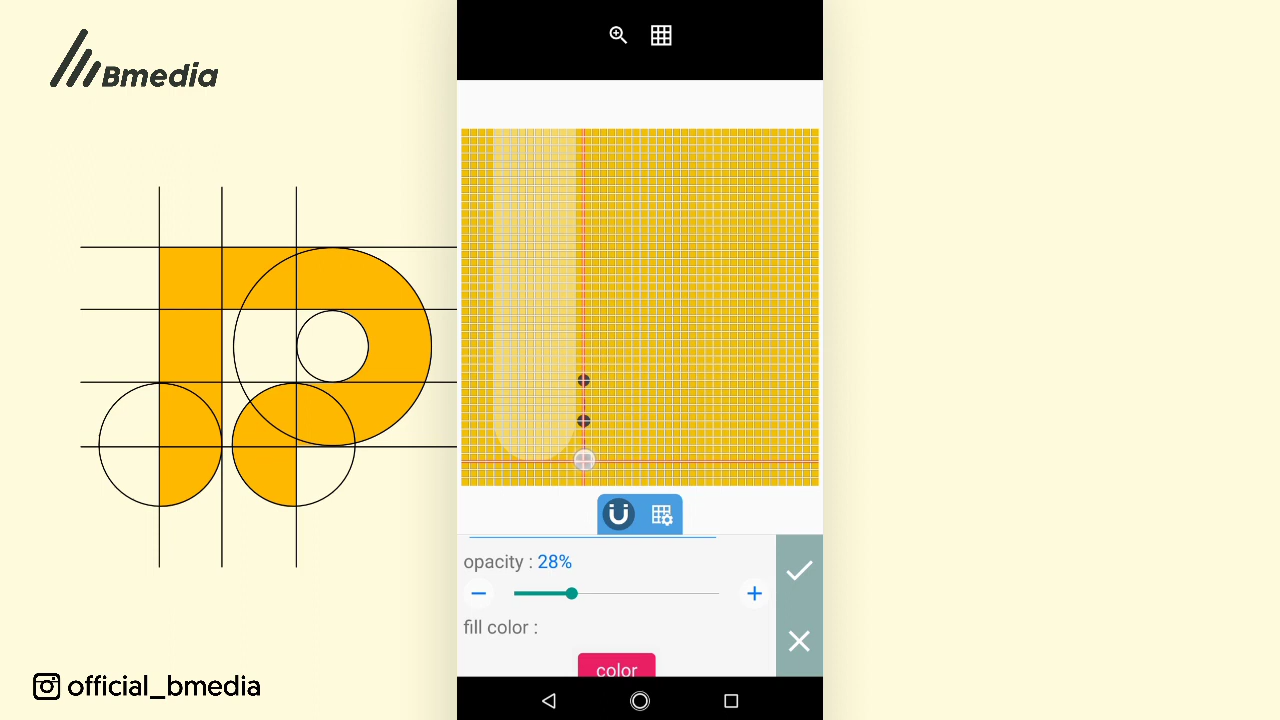 Bmedia
opacity : 28%
fill color :
color
official_bmedia